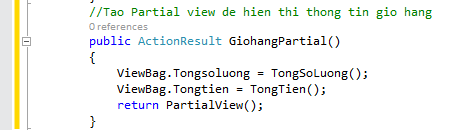 //Tao Partial view de hien thi thong tin gio hang
0 references
public ActionResult GiohangPartial()
{
ViewBag.Tongsoluong = TongSoLuong();
ViewBag.Tongtien = TongTien();
return PartialView();
}